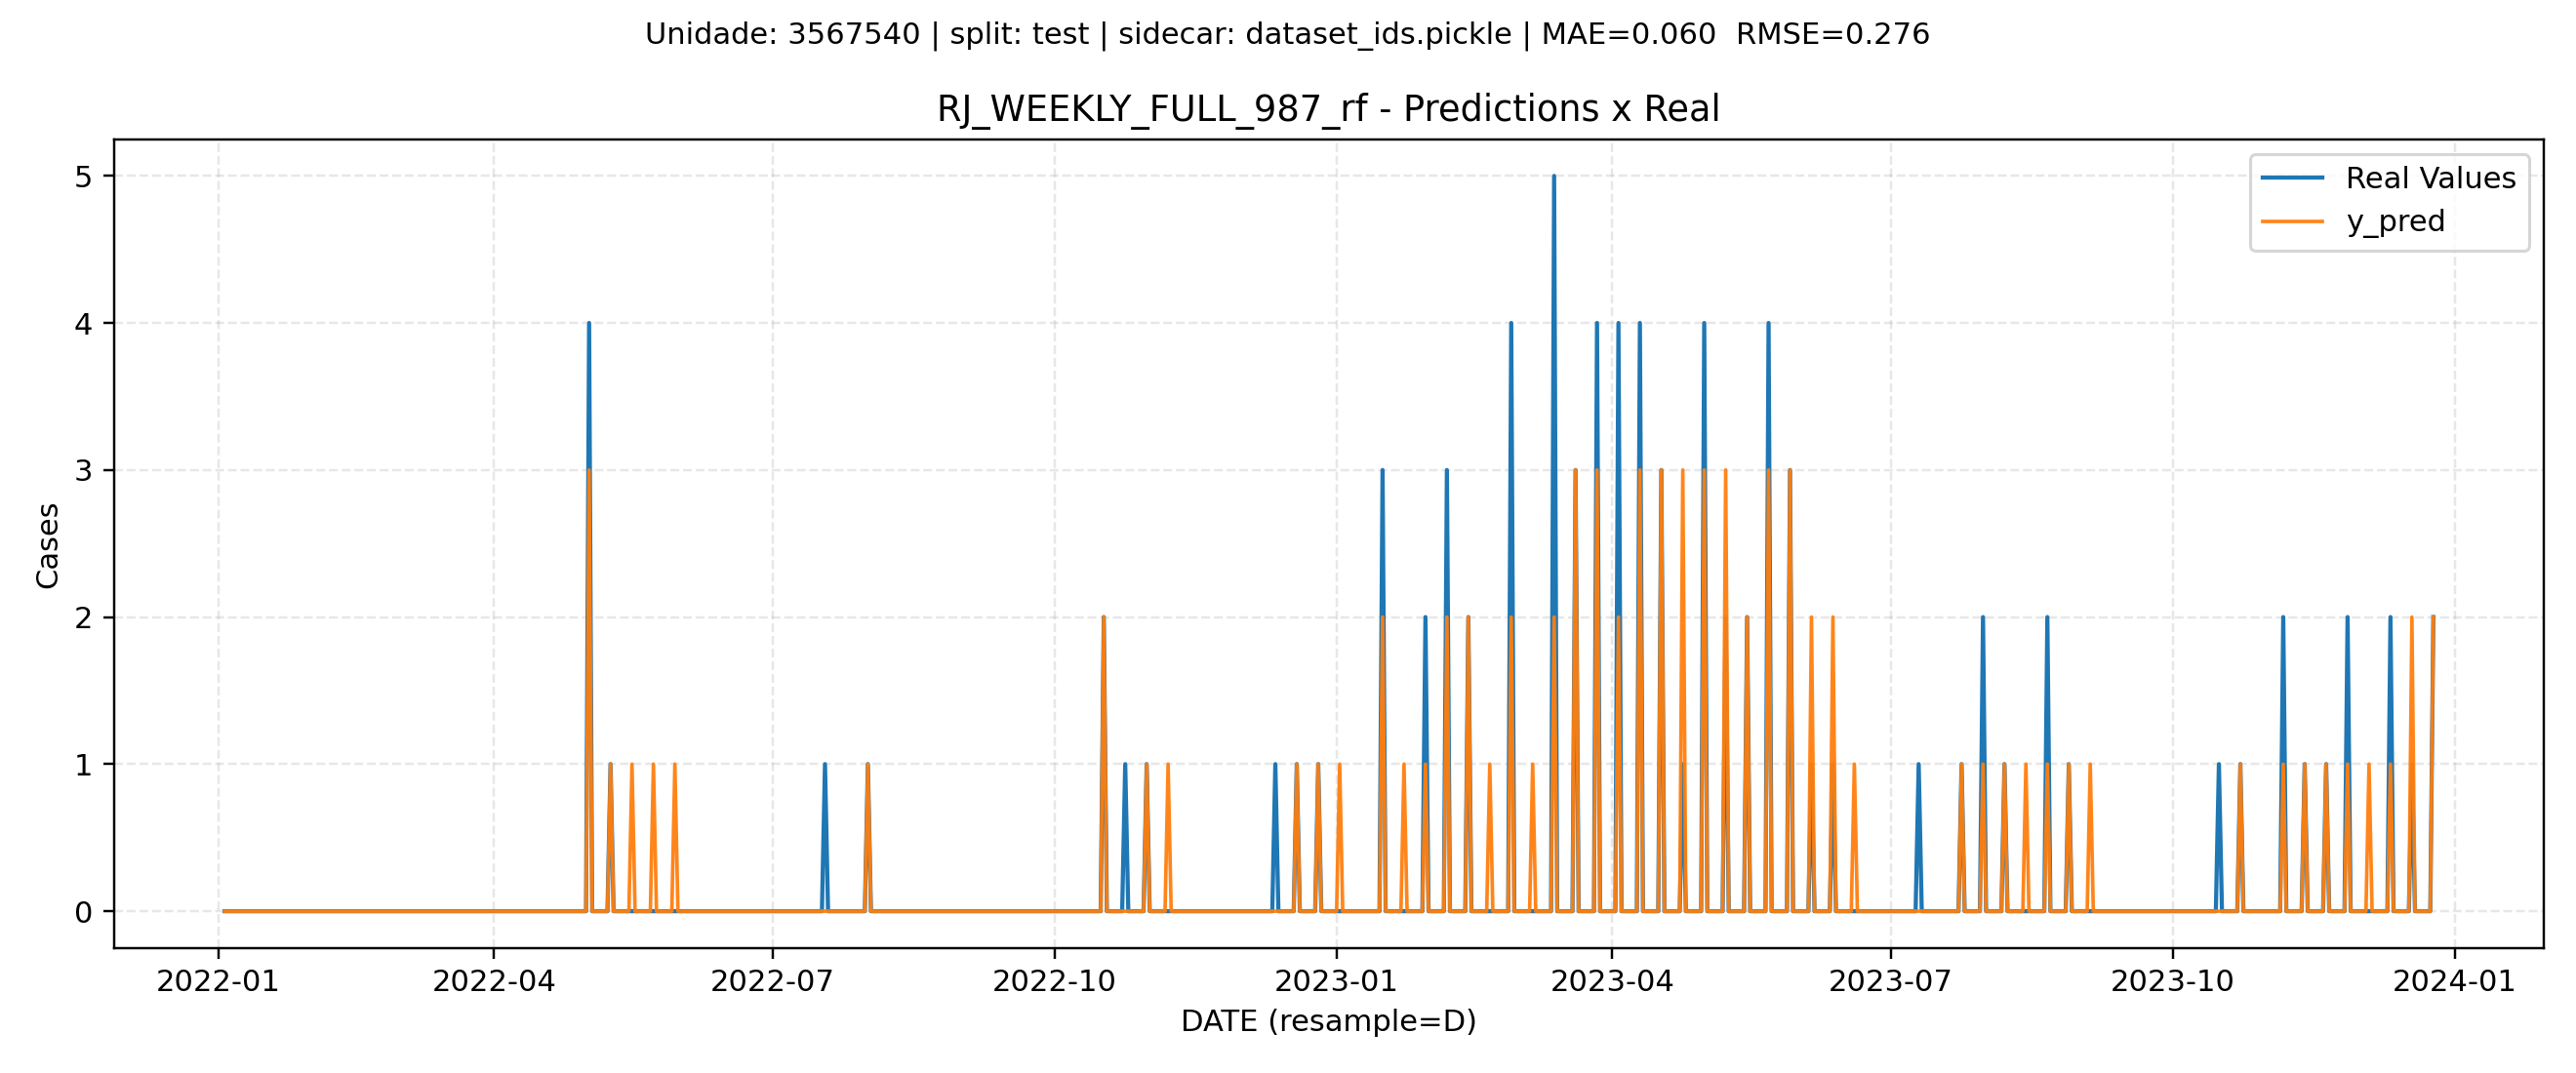 Unidade: 3567540 | split: test | sidecar: dataset_ids.pickle | MAE=0.060  RMSE=0.276
RJ_WEEKLY_FULL_987_rf - Predictions x Real
Real Values
y_pred
5
4
3
2
1
0
Cases
2022-01
2022-04
2022-07
2022-10
2023-01
2023-04
2023-07
2023-10
2024-01
DATE (resample=D)